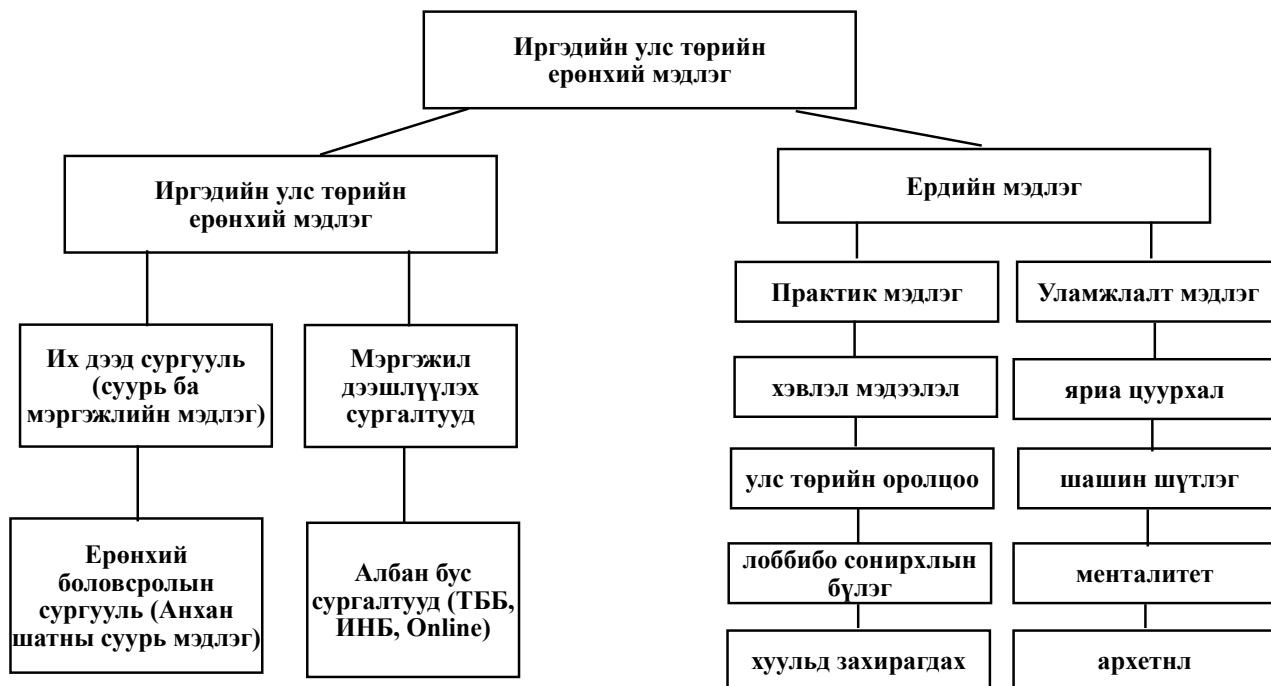 Иргэдийн улс төрийн
ерөнхий мэдлэг
Иргэдийн улс төрийн
ерөнхий мэдлэг
Ердийн мэдлэг
Их дээд сургууль
(суурь ба
мэргэжлийн мэдлэг)
Мэргэжил
дээшлүүлэх
сургалтууд
Ерөнхий
боловсролын
сургууль (Анхан
шатны суурь мэдлэг)
Албан бус
сургалтууд (ТББ,
ИНБ, Online)
Практик мэдлэг
хэвлэл мэдээлэл
улс төрийн оролцоо
лоббибо сонирхлын
бүлэг
хуульд захирагдах
Уламжлалт мэдлэг
яриа цуурхал
шашин шүтлэг
менталитет
архетнл